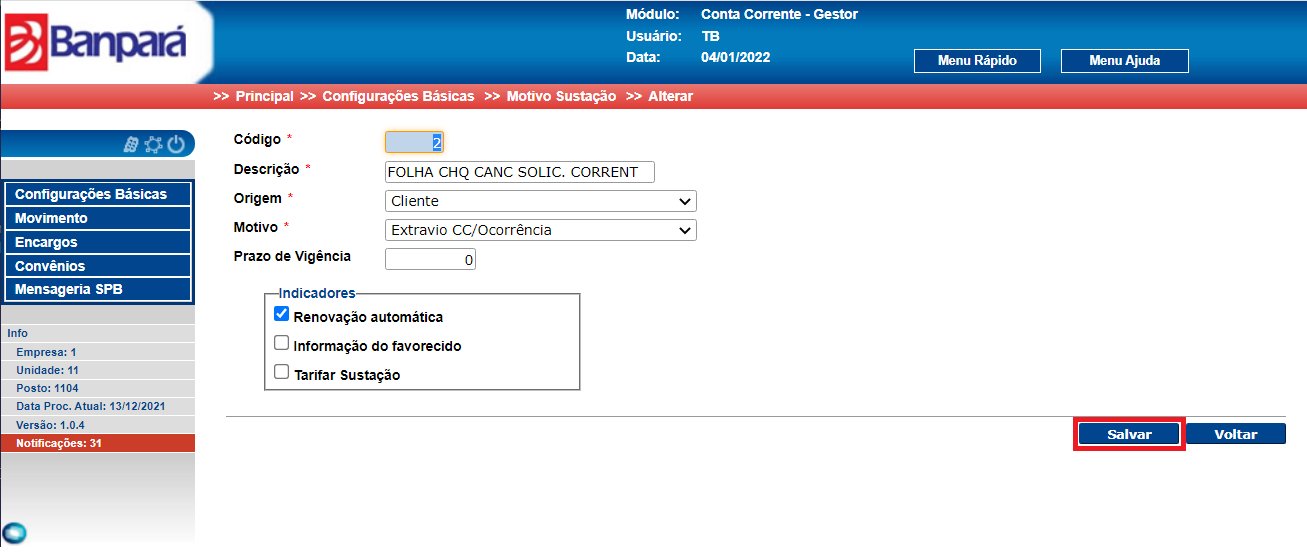 Banpará
Módulo: Conta Corrente - Gestor
Usuário: TB
Data: 04/01/2022
Menu Rápido
Menu Ajuda
>> Principal >> Configurações Básicas >> Motivo Sustação >> Alterar
Configurações Básicas
Movimento
Encargos
Convênios
Mensageria SPB
Info
Empresa: 1
Unidade: 11
Posto: 1104
Data Proc. Atual: 13/12/2021
Versão: 1.0.4
Notificações: 31
Código * 2
Descrição * FOLHA CHQ CANC SOLIC. CORRENT
Origem * Cliente
Motivo * Extravio CC/Ocorrência
Prazo de Vigência 0
Indicadores
Renovação automática
Informação do favorecido
Tarifar Sustação
Salvar
Voltar